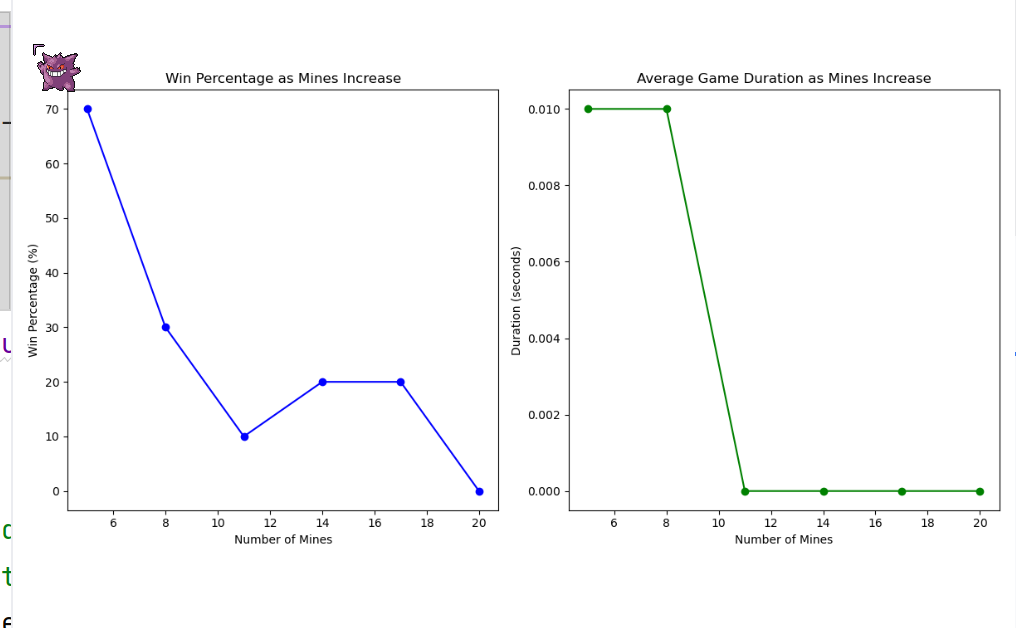 Win Percentage as Mines Increase
Win Percentage (%)
70
60
50
40
30
20
10
0
6 8 10 12 14 16 18 20
Number of Mines
Average Game Duration as Mines Increase
Duration (seconds)
0.010
0.008
0.006
0.004
0.002
0.000
6 8 10 12 14 16 18 20
Number of Mines